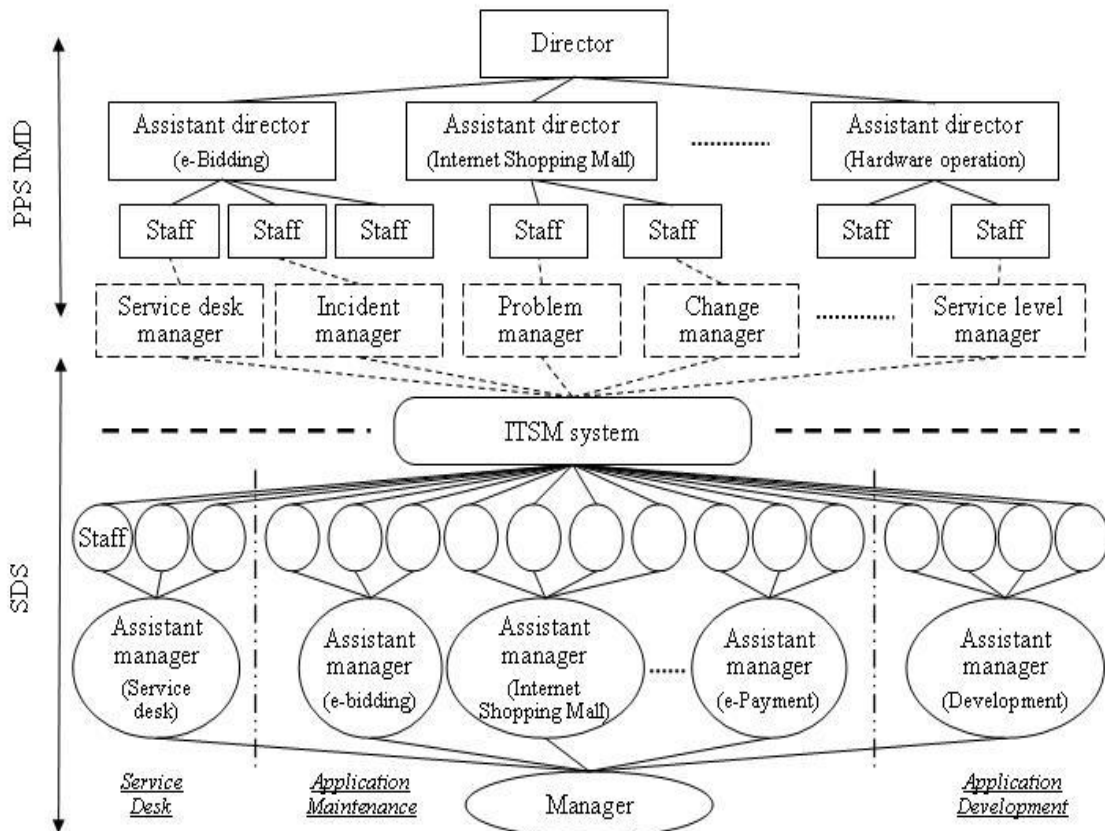 Director
PPS IMD
Assistant director
(e-Bidding)
Assistant director
(Internet Shopping Mall)
Assistant director
(Hardware operation)
Staff
Staff
Staff
Staff
Staff
Staff
Staff
Service desk
manager
Incident
manager
Problem
manager
Change
manager
Service level
manager
ITSM system
SDS
Staff
Assistant
manager
(Service
desk)
Assistant
manager
(e-bidding)
Assistant
manager
(Internet
Shopping Mall)
Assistant
manager
(e-Payment)
Assistant
manager
(Development)
Service
Desk
Application
Maintenance
Manager
Application
Development